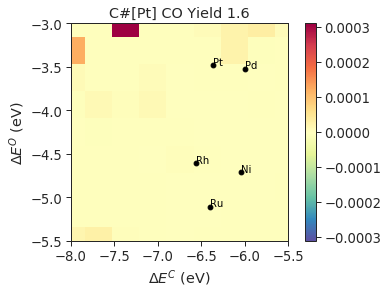 C#[Pt] CO Yield 1.6
−3.0
−3.5
−4.0
−4.5
−5.0
−5.5
ΔE^O (eV)
Pt
Pd
Rh
Ni
Ru
−8.0 −7.5 −7.0 −6.5 −6.0 −5.5
ΔE^C (eV)
0.0003
0.0002
0.0001
0.0000
−0.0001
−0.0002
−0.0003